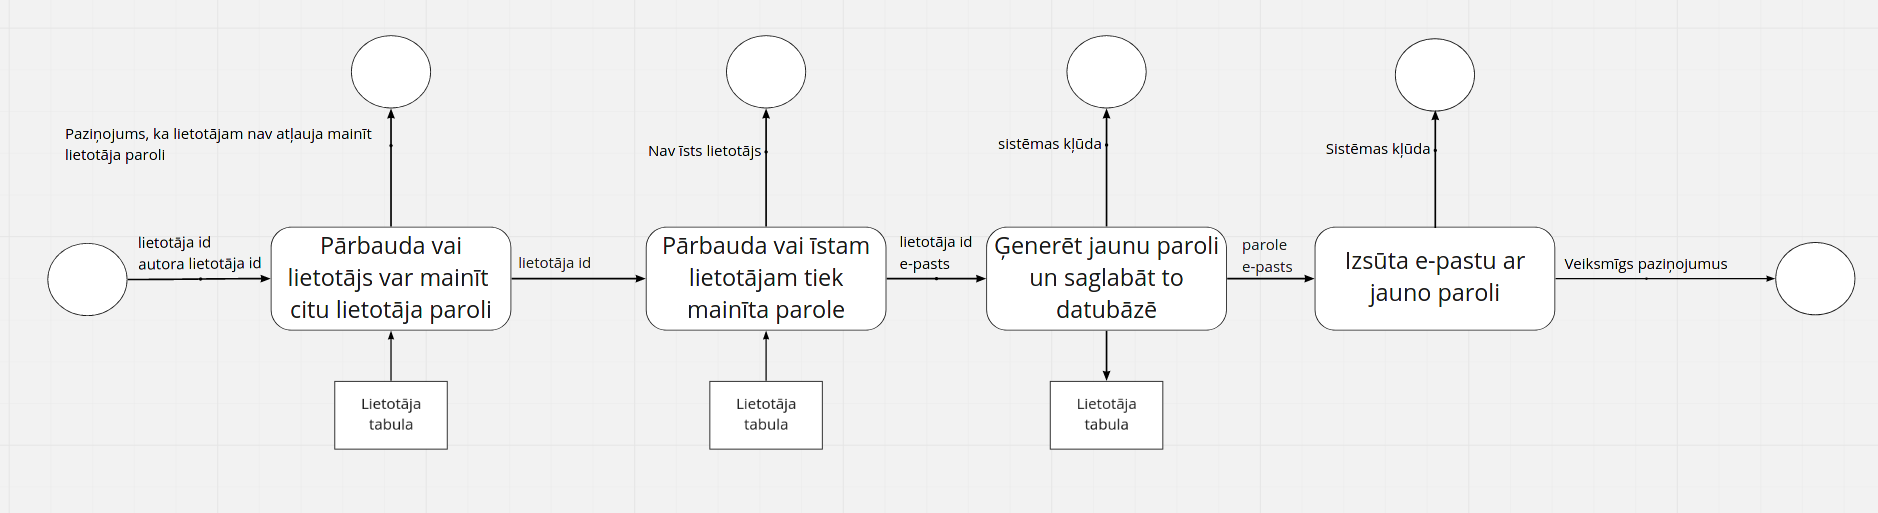 Paziņojums, ka lietotājam nav atļauja mainīt
lietotāja paroli
Nav īsts lietotājs
sistēmas kļūda
Sistēmas kļūda
lietotāja id
autora lietotāja id
Pārbauda vai
lietotājs var mainīt
citu lietotāja paroli
lietotāja id
Pārbauda vai īstam
lietotājam tiek
mainīta parole
lietotāja id
e-pasts
Ģenerēt jaunu paroli
un saglabāt to
datubāzē
parole
e-pasts
Izsūta e-pastu ar
jauno paroli
Veiksmīgs paziņojumus
Lietotāja
tabula
Lietotāja
tabula
Lietotāja
tabula